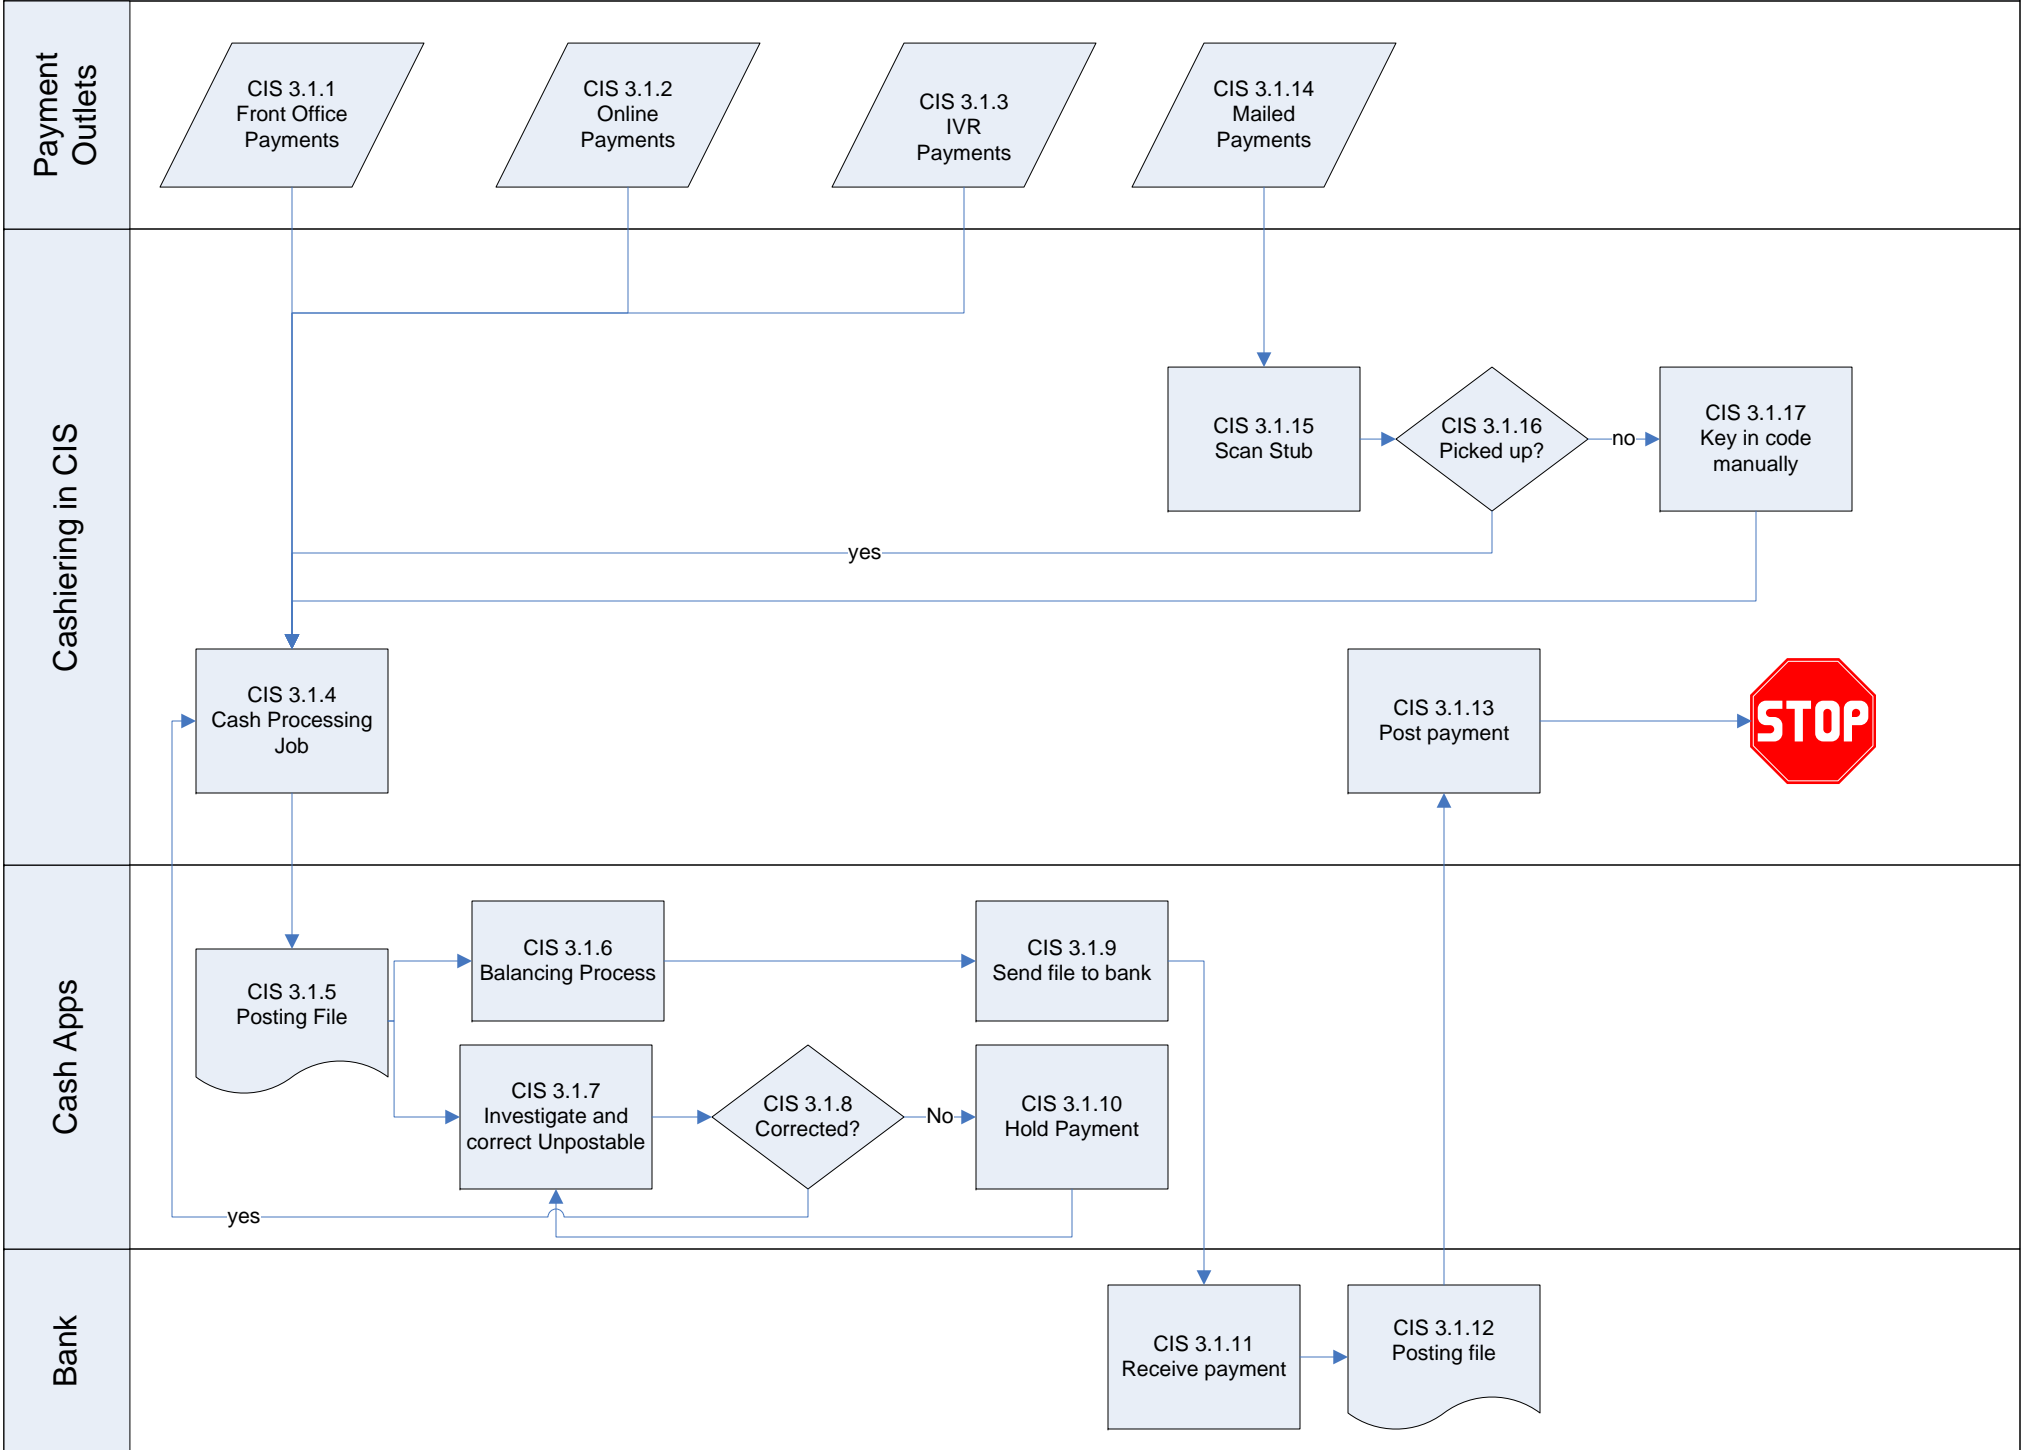 Payment
Outlets
CIS 3.1.1
Front Office
Payments
CIS 3.1.2
Online
Payments
CIS 3.1.3
IVR
Payments
CIS 3.1.14
Mailed
Payments
Cashiering in CIS
CIS 3.1.15
Scan Stub
CIS 3.1.16
Picked up?
no
CIS 3.1.17
Key in code
manually
yes
CIS 3.1.4
Cash Processing
Job
CIS 3.1.13
Post payment
STOP
Cash Apps
CIS 3.1.5
Posting File
CIS 3.1.6
Balancing Process
CIS 3.1.9
Send file to bank
CIS 3.1.7
Investigate and
correct Unpostable
CIS 3.1.8
Corrected?
No
CIS 3.1.10
Hold Payment
yes
Bank
CIS 3.1.11
Receive payment
CIS 3.1.12
Posting file